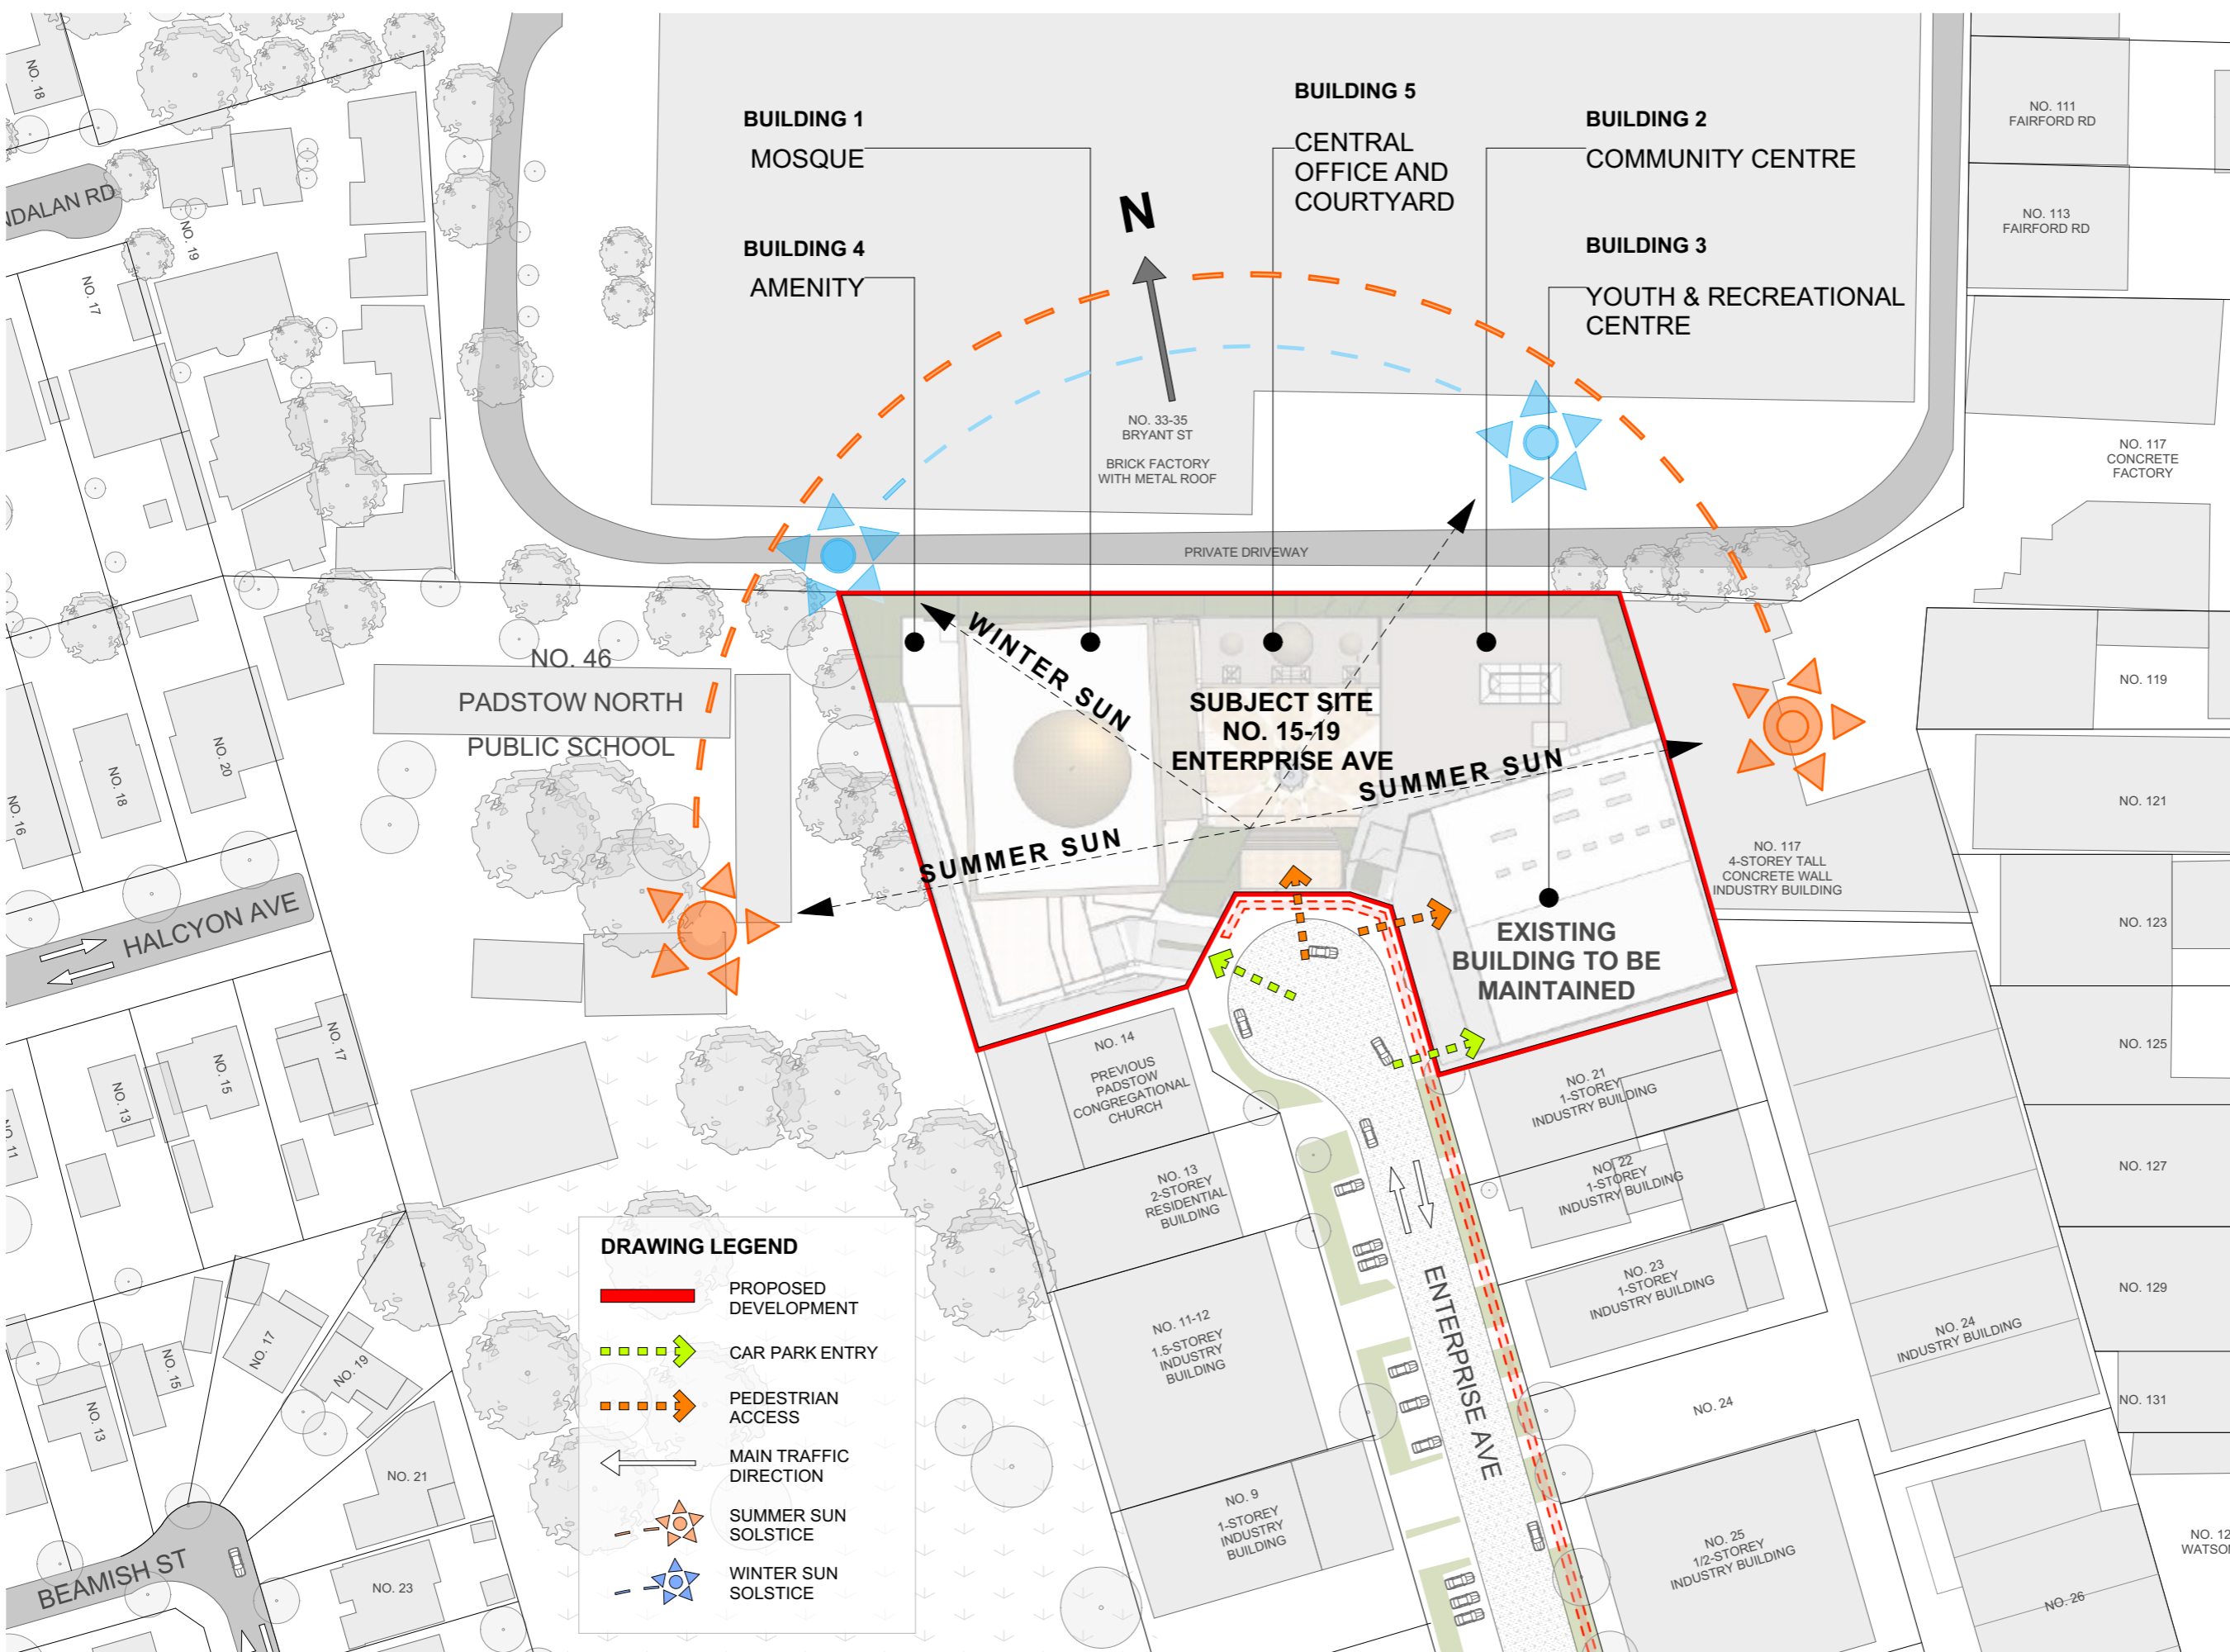 BUILDING 1
MOSQUE
BUILDING 4
AMENITY
BUILDING 5
CENTRAL
OFFICE AND
COURTYARD
BUILDING 2
COMMUNITY CENTRE
BUILDING 3
YOUTH & RECREATIONAL
CENTRE
N
NO. 33-35
BRYANT ST
BRICK FACTORY
WITH METAL ROOF
PRIVATE DRIVEWAY
NO. 18
NO. 19
NO. 17
NO. 111
FAIRFORD RD
NO. 113
FAIRFORD RD
NO. 117
CONCRETE
FACTORY
NO. 119
NO. 121
NO. 117
4-STOREY TALL
CONCRETE WALL
INDUSTRY BUILDING
NO. 123
NO. 125
NO. 127
NO. 129
NO. 131
NO. 46
PADSTOW NORTH
PUBLIC SCHOOL
WINTER SUN
SUBJECT SITE
NO. 15-19
ENTERPRISE AVE
SUMMER SUN
SUMMER SUN
EXISTING
BUILDING TO BE
MAINTAINED
NO. 16
NO. 18
NO. 20
HALCYON AVE
NO. 13
NO. 15
NO. 17
NO. 14
PREVIOUS
PADSTOW
CONGREGATIONAL
CHURCH
NO. 13
2-STOREY
RESIDENTIAL
BUILDING
NO. 11-12
1.5-STOREY
INDUSTRY
BUILDING
NO. 9
1-STOREY
INDUSTRY
BUILDING
ENTERPRISE AVE
NO. 21
1-STOREY
INDUSTRY BUILDING
NO. 22
1-STOREY
INDUSTRY BUILDING
NO. 23
1-STOREY
INDUSTRY BUILDING
NO. 24
INDUSTRY BUILDING
NO. 24
NO. 25
1/2-STOREY
INDUSTRY BUILDING
NO. 26
NO. 13
NO. 15
NO. 17
NO. 19
NO. 21
NO. 23
BEAMISH ST
DRAWING LEGEND
PROPOSED
DEVELOPMENT
CAR PARK ENTRY
PEDESTRIAN
ACCESS
MAIN TRAFFIC
DIRECTION
SUMMER SUN
SOLSTICE
WINTER SUN
SOLSTICE